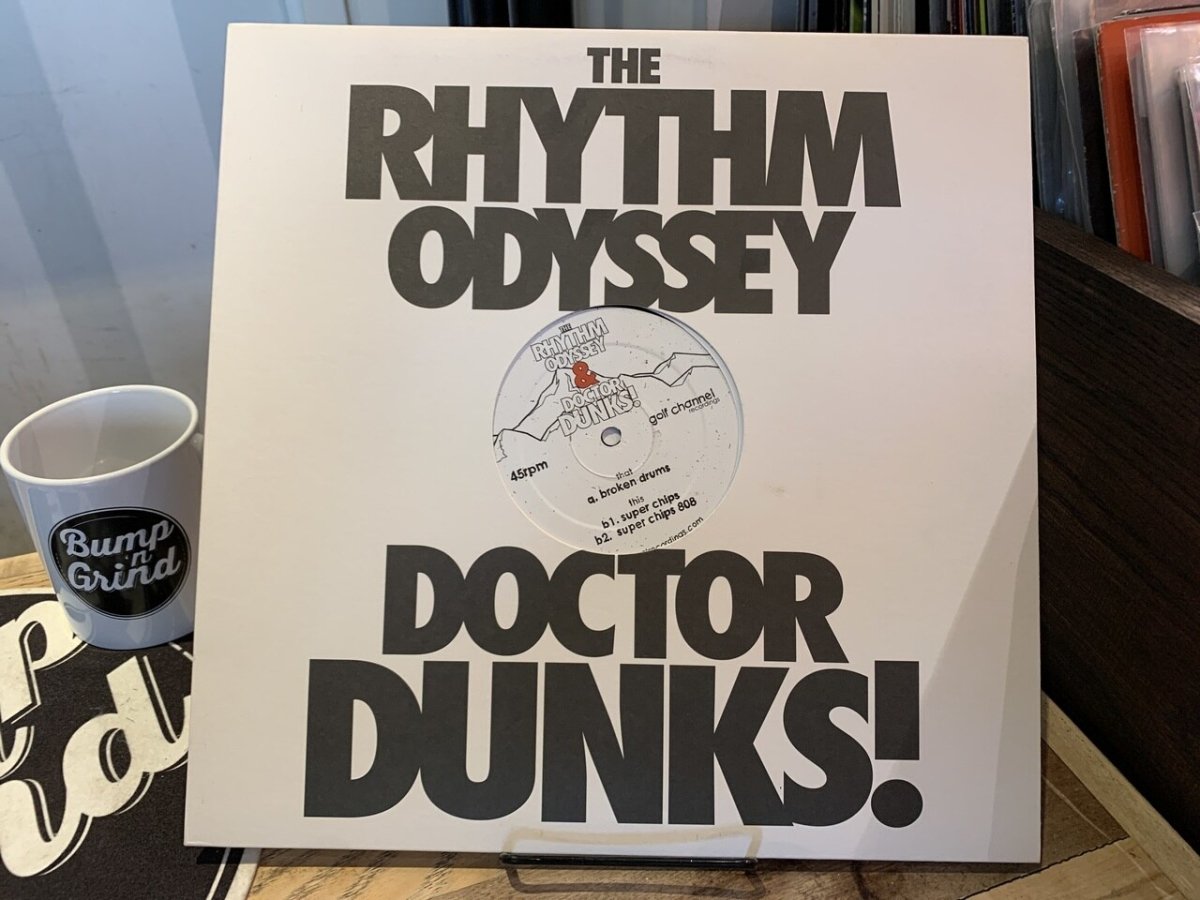 THE
RHYTHM
ODYSSEY
THE
RHYTHM
ODYSSEY
&
DOCTOR
DUNKS!
golf channel
recordings
45rpm
that
a. broken drums
this
b1. super chips
b2. super chips 808
DOCTOR
DUNKS!
Bump
'n'
Grind